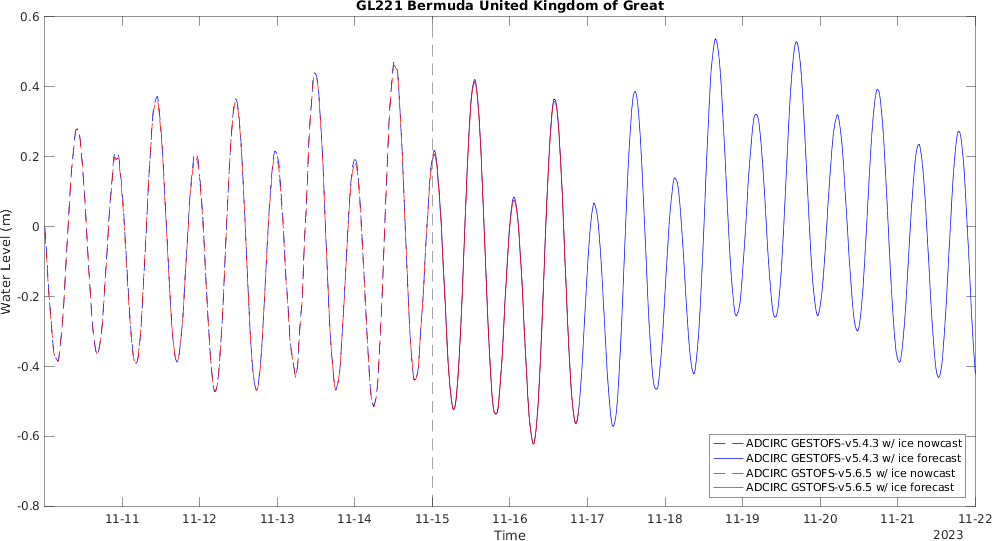 GL221 Bermuda United Kingdom of Great
0.6
0.4
0.2
0
-0.2
-0.4
-0.6
-0.8
Water Level (m)
ADCIRC GESTOFS-v5.4.3 w/ ice nowcast
ADCIRC GESTOFS-v5.4.3 w/ ice forecast
ADCIRC GSTOFS-v5.6.5 w/ ice nowcast
ADCIRC GSTOFS-v5.6.5 w/ ice forecast
11-11 11-12 11-13 11-14 11-15 11-16 11-17 11-18 11-19 11-20 11-21 11-22
Time
2023